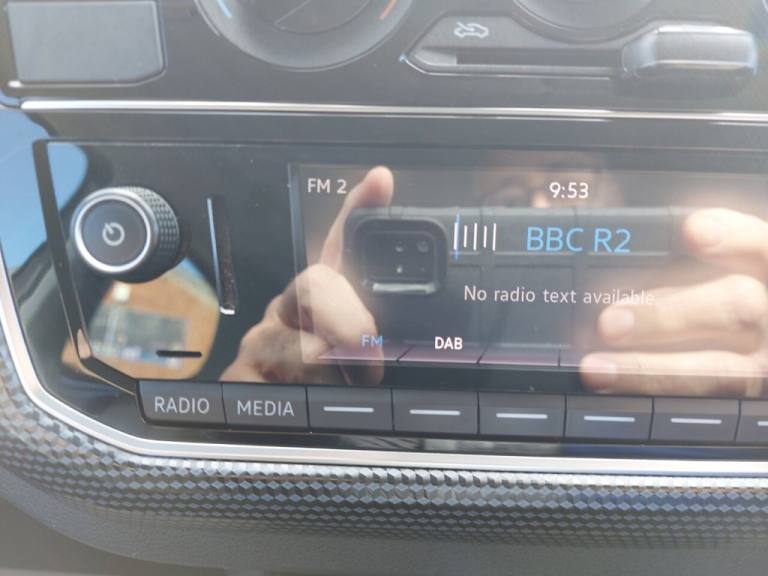 FM 2
9:53
BBC R2
No radio text available.
FM
DAB
RADIO
MEDIA